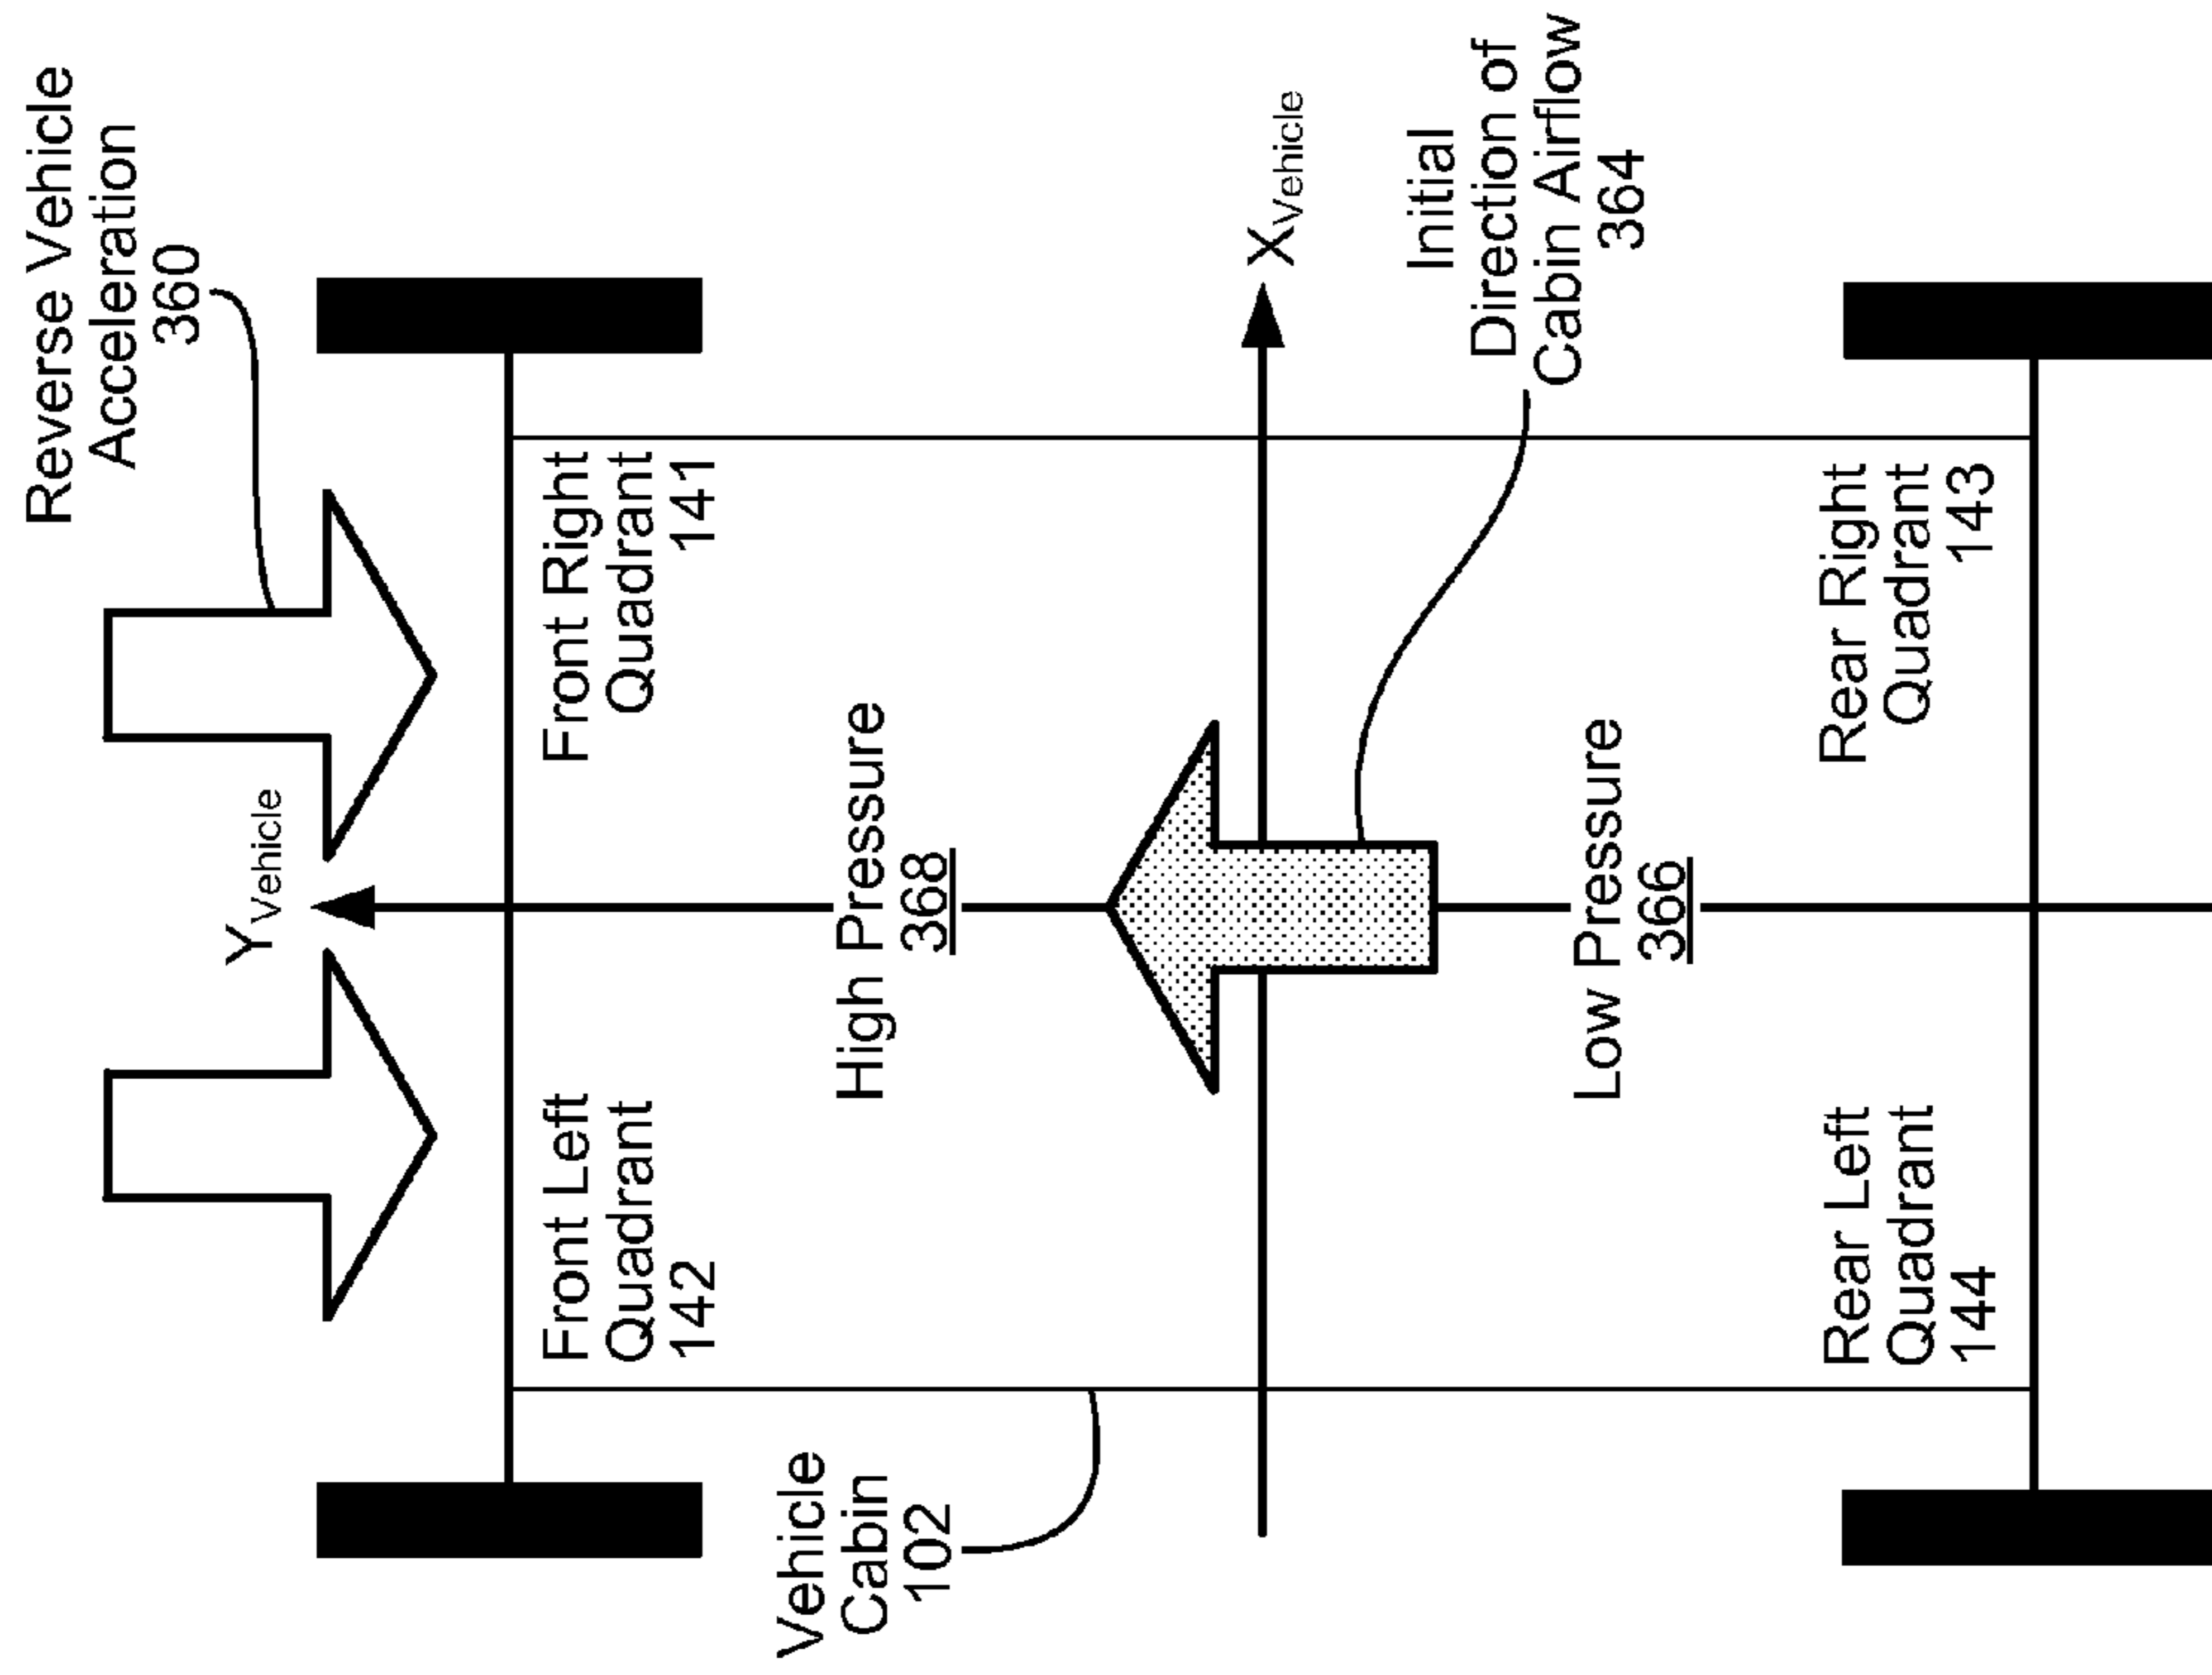 Reverse Vehicle
Acceleration
360
YVehicle
Front Left
Quadrant
142
Front Right
Quadrant
141
High Pressure
368
Vehicle
Cabin
102
XVehicle
Initial
Direction of
Cabin Airflow
364
Low Pressure
366
Rear Left
Quadrant
144
Rear Right
Quadrant
143